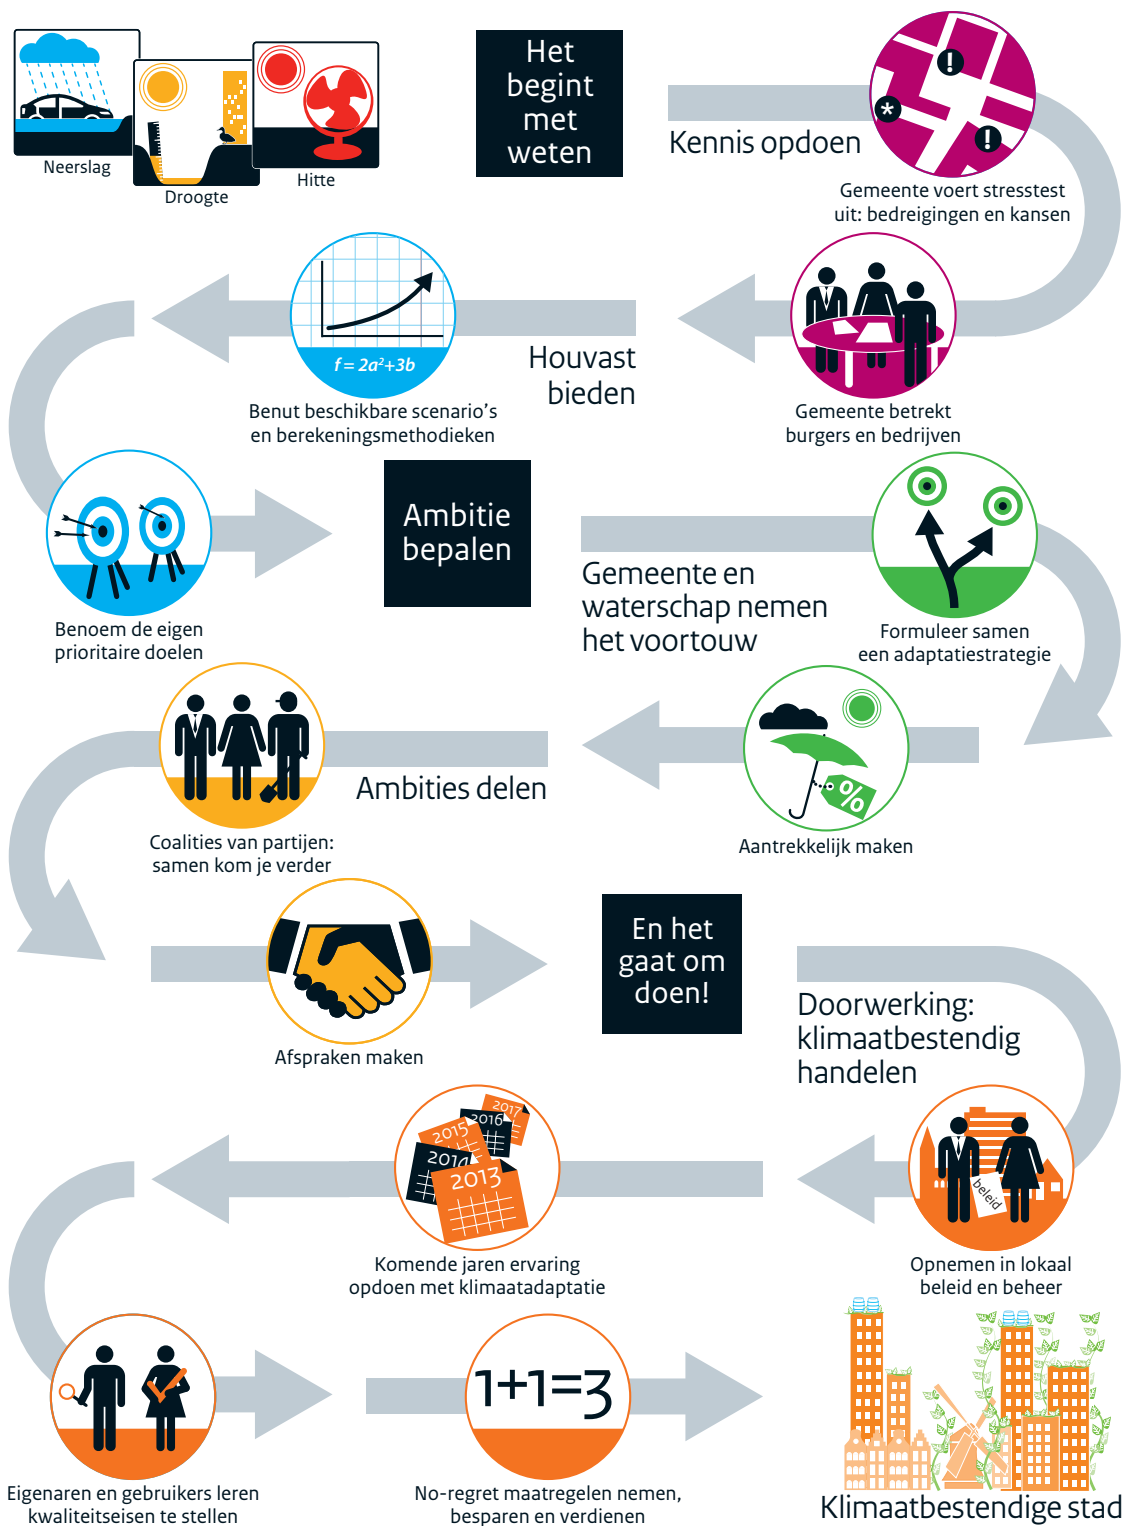 Neerslag
Droogte
Hitte
Het
begint
met
weten
Kennis opdoen
!
*
!
Gemeente voert stresstest
uit: bedreigingen en kansen
Gemeente betrekt
burgers en bedrijven
Houvast
bieden
f = 2a²+3b
Benut beschikbare scenario's
en berekeningsmethodieken
Benoem de eigen
prioritaire doelen
Ambitie
bepalen
Gemeente en
waterschap nemen
het voortouw
Formuleer samen
een adaptatiestrategie
%
Aantrekkelijk maken
Ambities delen
Coalities van partijen:
samen kom je verder
Afspraken maken
En het
gaat om
doen!
Doorwerking:
klimaatbestendig
handelen
beleid
Opnemen in lokaal
beleid en beheer
2017
2016
2015
2014
2013
Komende jaren ervaring
opdoen met klimaatadaptatie
Eigenaren en gebruikers leren
kwaliteitseisen te stellen
1+1=3
No-regret maatregelen nemen,
besparen en verdienen
Klimaatbestendige stad